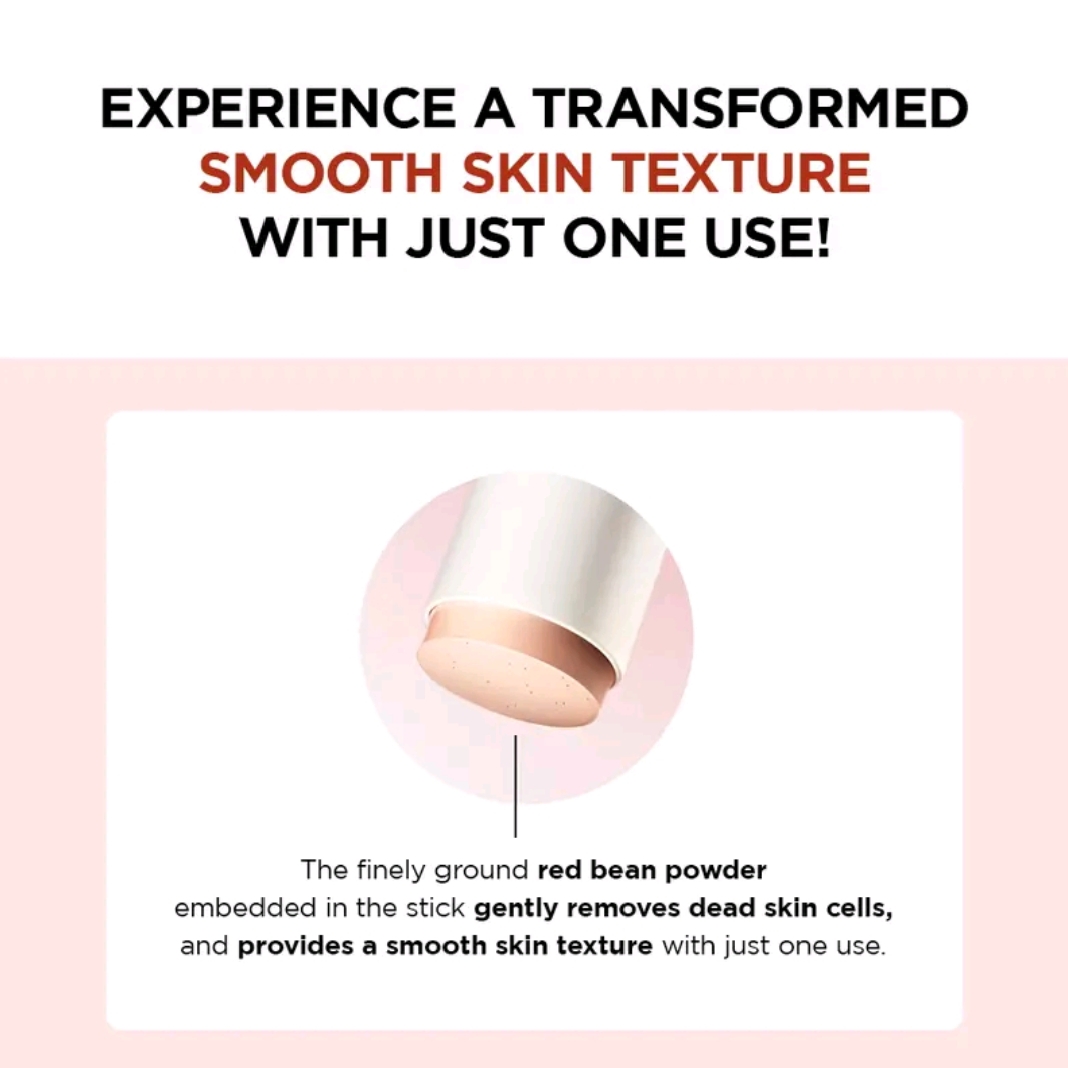 EXPERIENCE A TRANSFORMED
SMOOTH SKIN TEXTURE
WITH JUST ONE USE!
The finely ground red bean powder
embedded in the stick gently removes dead skin cells,
and provides a smooth skin texture with just one use.